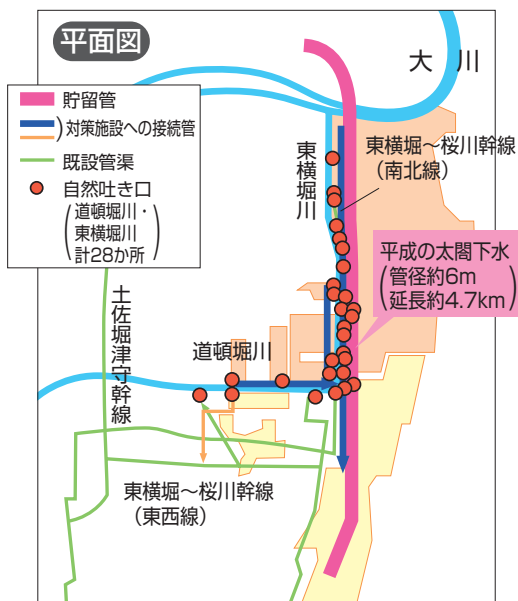 平面図
貯留管
対策施設への接続管
既設管渠
自然吐き口
(道頓堀川・
東横堀川
計28か所)
大川
東横堀川
東横堀〜桜川幹線
(南北線)
平成の太閤下水
(管径約6m
延長約4.7km)
土佐堀津守幹線
道頓堀川
東横堀〜桜川幹線
(東西線)